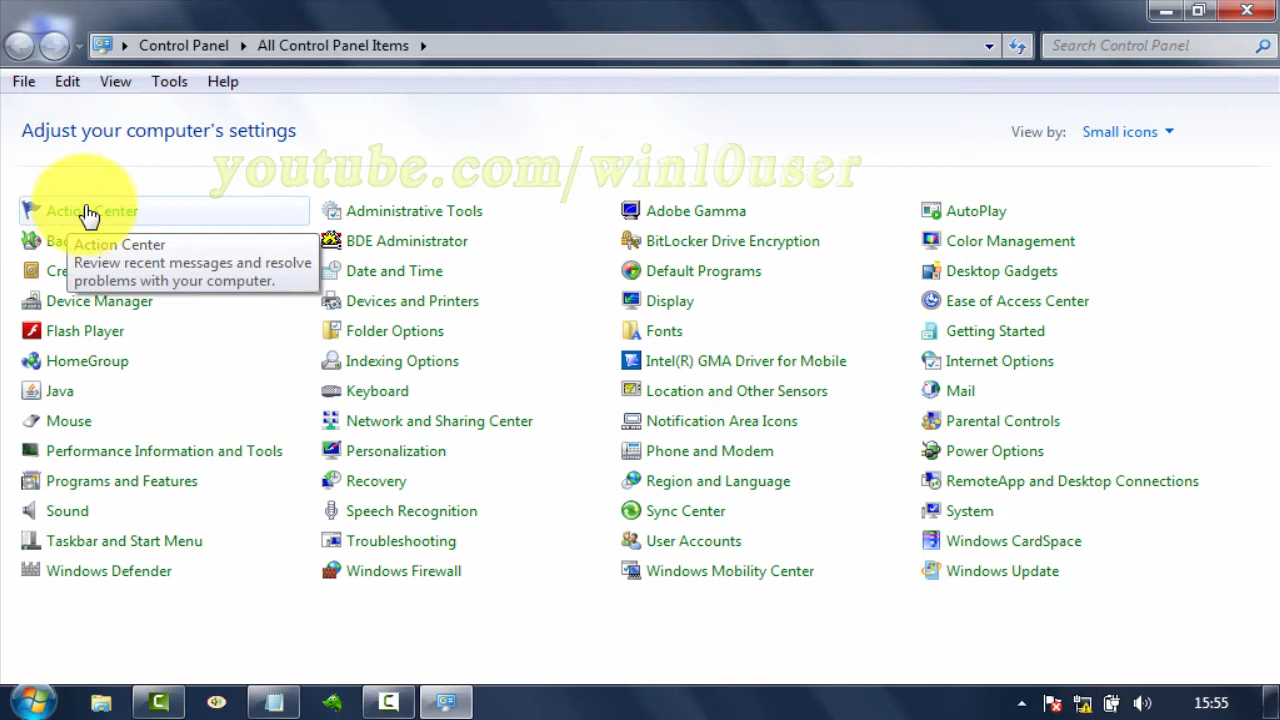 Control Panel
All Control Panel Items
Search Control Panel
File Edit View Tools Help
Adjust your computer's settings
View by: Small icons
youtube.com/win10user
Action Center Administrative Tools Adobe Gamma AutoPlay
BDE Administrator BitLocker Drive Encryption Color Management
Action Center
Review recent messages and resolve
problems with your computer.
Date and Time Default Programs Desktop Gadgets
Device Manager Devices and Printers Display Ease of Access Center
Flash Player Folder Options Fonts Getting Started
HomeGroup Indexing Options Intel(R) GMA Driver for Mobile Internet Options
Java Keyboard Location and Other Sensors Mail
Mouse Network and Sharing Center Notification Area Icons Parental Controls
Performance Information and Tools Personalization Phone and Modem Power Options
Programs and Features Recovery Region and Language RemoteApp and Desktop Connections
Sound Speech Recognition Sync Center System
Taskbar and Start Menu Troubleshooting User Accounts Windows CardSpace
Windows Defender Windows Firewall Windows Mobility Center Windows Update
15:55